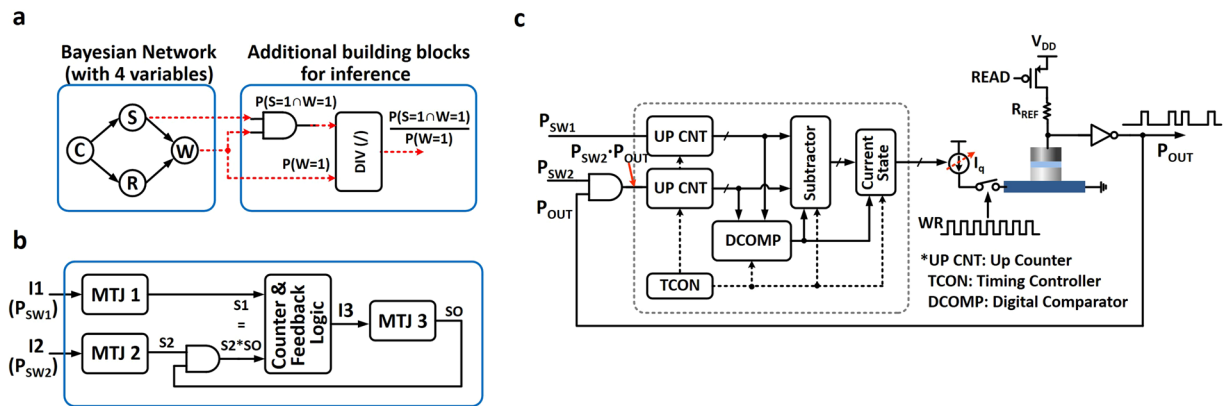 a
Bayesian Network
(with 4 variables)
Additional building blocks
for inference
C
S
R
W
P(S=1∩W=1)
P(W=1)
DIV (/)
P(S=1∩W=1)
P(W=1)
b
I1
(PSW1)
MTJ 1
S1
=
I2
(PSW2)
MTJ 2
S2
S2*SO
Counter &
Feedback
Logic
I3
MTJ 3
SO
c
PSW1
PSW2
POUT
PSW2·POUT
UP CNT
UP CNT
DCOMP
TCON
Subtractor
Current
State
VDD
READ
RREF
Iq
WR
POUT
*UP CNT: Up Counter
TCON: Timing Controller
DCOMP: Digital Comparator